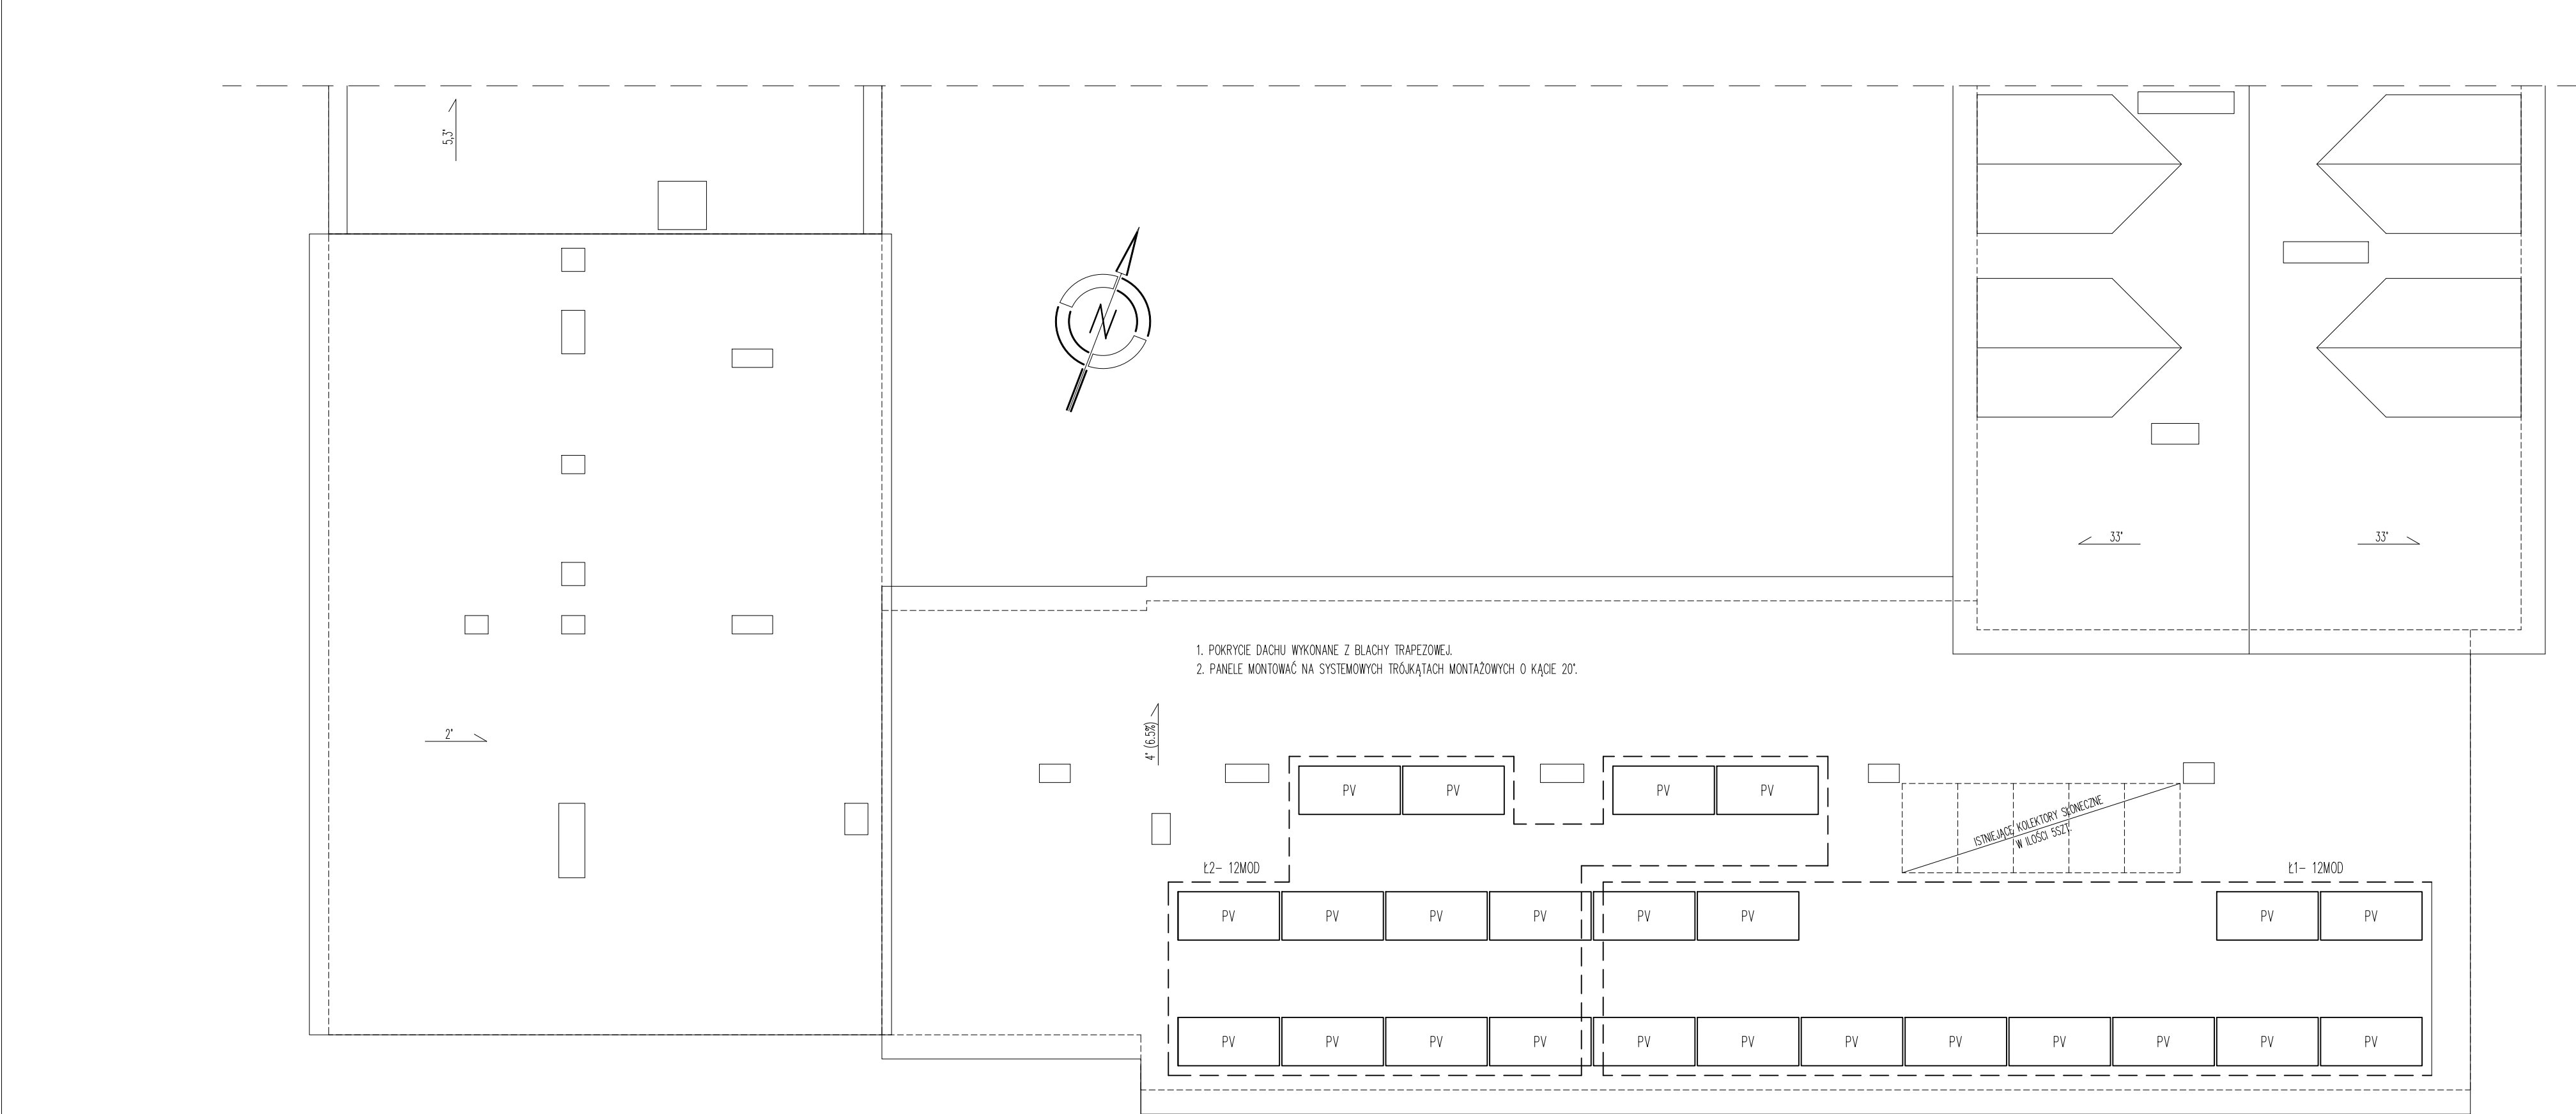 5,3°
N
33°
33°
1. POKRYCIE DACHU WYKONANE Z BLACHY TRAPEZOWEJ.
2. PANELE MONTOWAĆ NA SYSTEMOWYCH TRÓJKĄTACH MONTAŻOWYCH O KĄCIE 20°.
2°
4° (6.5%)
PV PV PV PV
ISTNIEJĄCE KOLEKTORY SŁONECZNE
W ILOŚCI 5SZT.
Ł2- 12MOD
Ł1- 12MOD
PV PV PV PV PV PV PV PV
PV PV PV PV PV PV PV PV PV PV PV PV